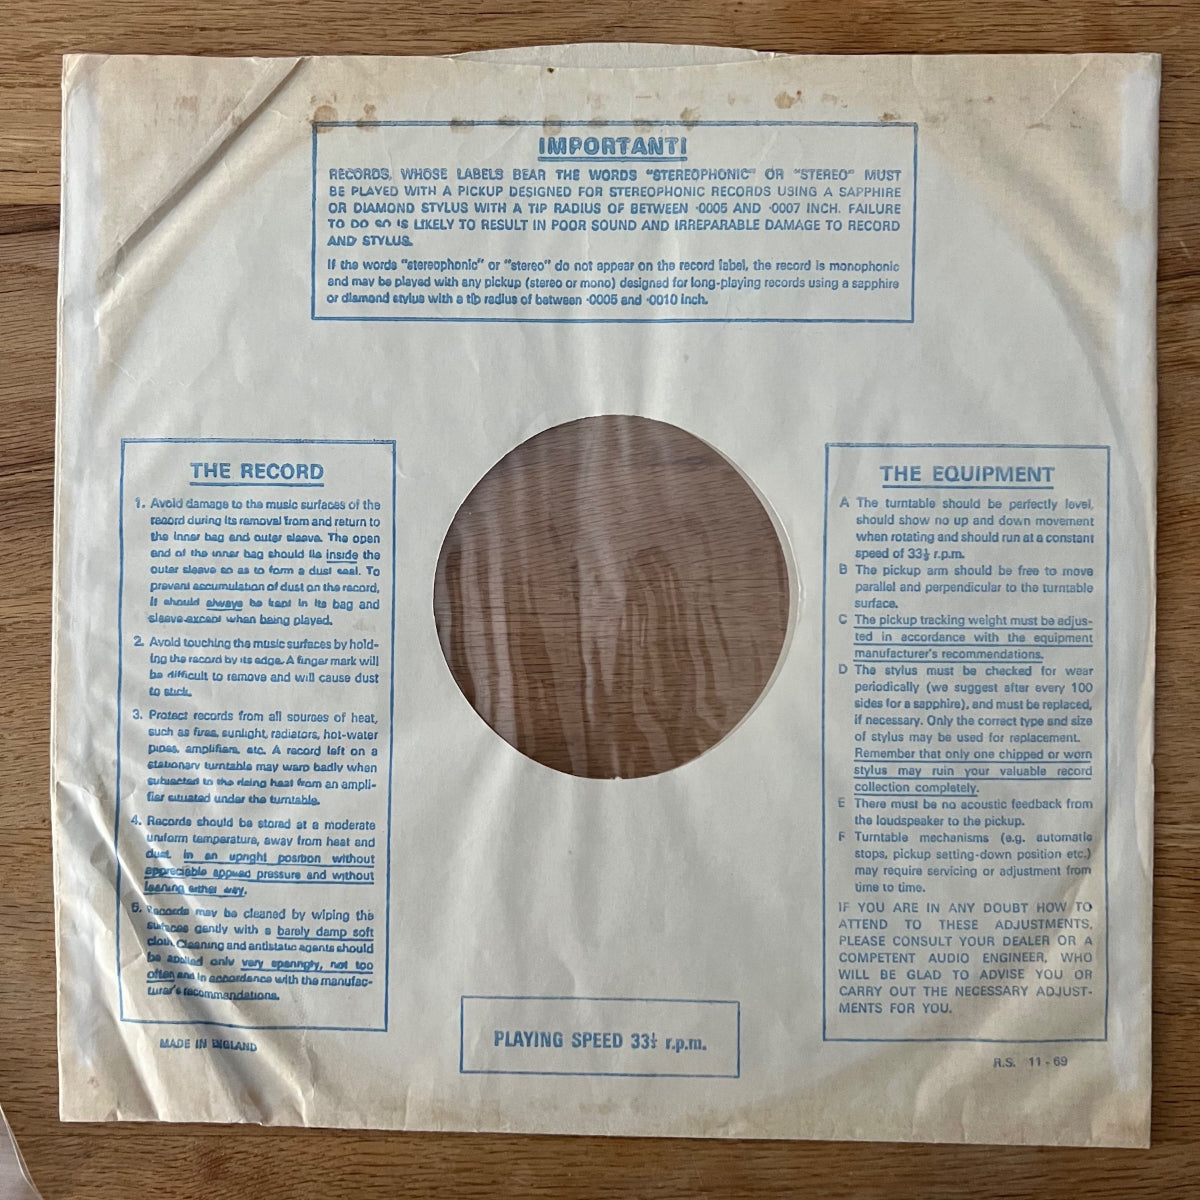 IMPORTANT!
RECORDS, WHOSE LABELS BEAR THE WORDS "STEREOPHONIC" OR "STEREO" MUST
BE PLAYED WITH A PICKUP DESIGNED FOR STEREOPHONIC RECORDS USING A SAPPHIRE
OR DIAMOND STYLUS WITH A TIP RADIUS OF BETWEEN ·0005 AND ·0007 INCH. FAILURE
TO DO SO IS LIKELY TO RESULT IN POOR SOUND AND IRREPARABLE DAMAGE TO RECORD
AND STYLUS.
If the words "stereophonic" or "stereo" do not appear on the record label, the record is monophonic
and may be played with any pickup (stereo or mono) designed for long-playing records using a sapphire
or diamond stylus with a tip radius of between ·0005 and ·0010 inch.
THE RECORD
1. Avoid damage to the music surfaces of the
record during its removal from and return to
the inner bag and outer sleeve. The open
end of the inner bag should lie inside the
outer sleeve so as to form a dust seal. To
prevent accumulation of dust on the record,
it should always be kept in its bag and
sleeve except when being played.
2. Avoid touching the music surfaces by hold-
ing the record by its edge. A finger mark will
be difficult to remove and will cause dust
to stick.
3. Protect records from all sources of heat,
such as fires, sunlight, radiators, hot-water
pipes, amplifiers, etc. A record left on a
stationary turntable may warp badly when
subjected to the rising heat from an ampli-
fier situated under the turntable.
4. Records should be stored at a moderate
uniform temperature, away from heat and
dust, in an upright position without
appreciable applied pressure and without
leaning either way.
5. Records may be cleaned by wiping the
surfaces gently with a barely damp soft
cloth. Cleaning and antistatic agents should
be applied only very sparingly, not too
often and in accordance with the manufac-
turer's recommendations.
MADE IN ENGLAND
PLAYING SPEED 33⅓ r.p.m.
THE EQUIPMENT
A The turntable should be perfectly level,
should show no up and down movement
when rotating and should run at a constant
speed of 33⅓ r.p.m.
B The pickup arm should be free to move
parallel and perpendicular to the turntable
surface.
C The pickup tracking weight must be adjus-
ted in accordance with the equipment
manufacturer's recommendations.
D The stylus must be checked for wear
periodically (we suggest after every 100
sides for a sapphire), and must be replaced,
if necessary. Only the correct type and size
of stylus may be used for replacement.
Remember that only one chipped or worn
stylus may ruin your valuable record
collection completely.
E There must be no acoustic feedback from
the loudspeaker to the pickup.
F Turntable mechanisms (e.g. automatic
stops, pickup setting-down position etc.)
may require servicing or adjustment from
time to time.
IF YOU ARE IN ANY DOUBT HOW TO
ATTEND TO THESE ADJUSTMENTS,
PLEASE CONSULT YOUR DEALER OR A
COMPETENT AUDIO ENGINEER, WHO
WILL BE GLAD TO ADVISE YOU OR
CARRY OUT THE NECESSARY ADJUST-
MENTS FOR YOU.
R.S. 11 - 69